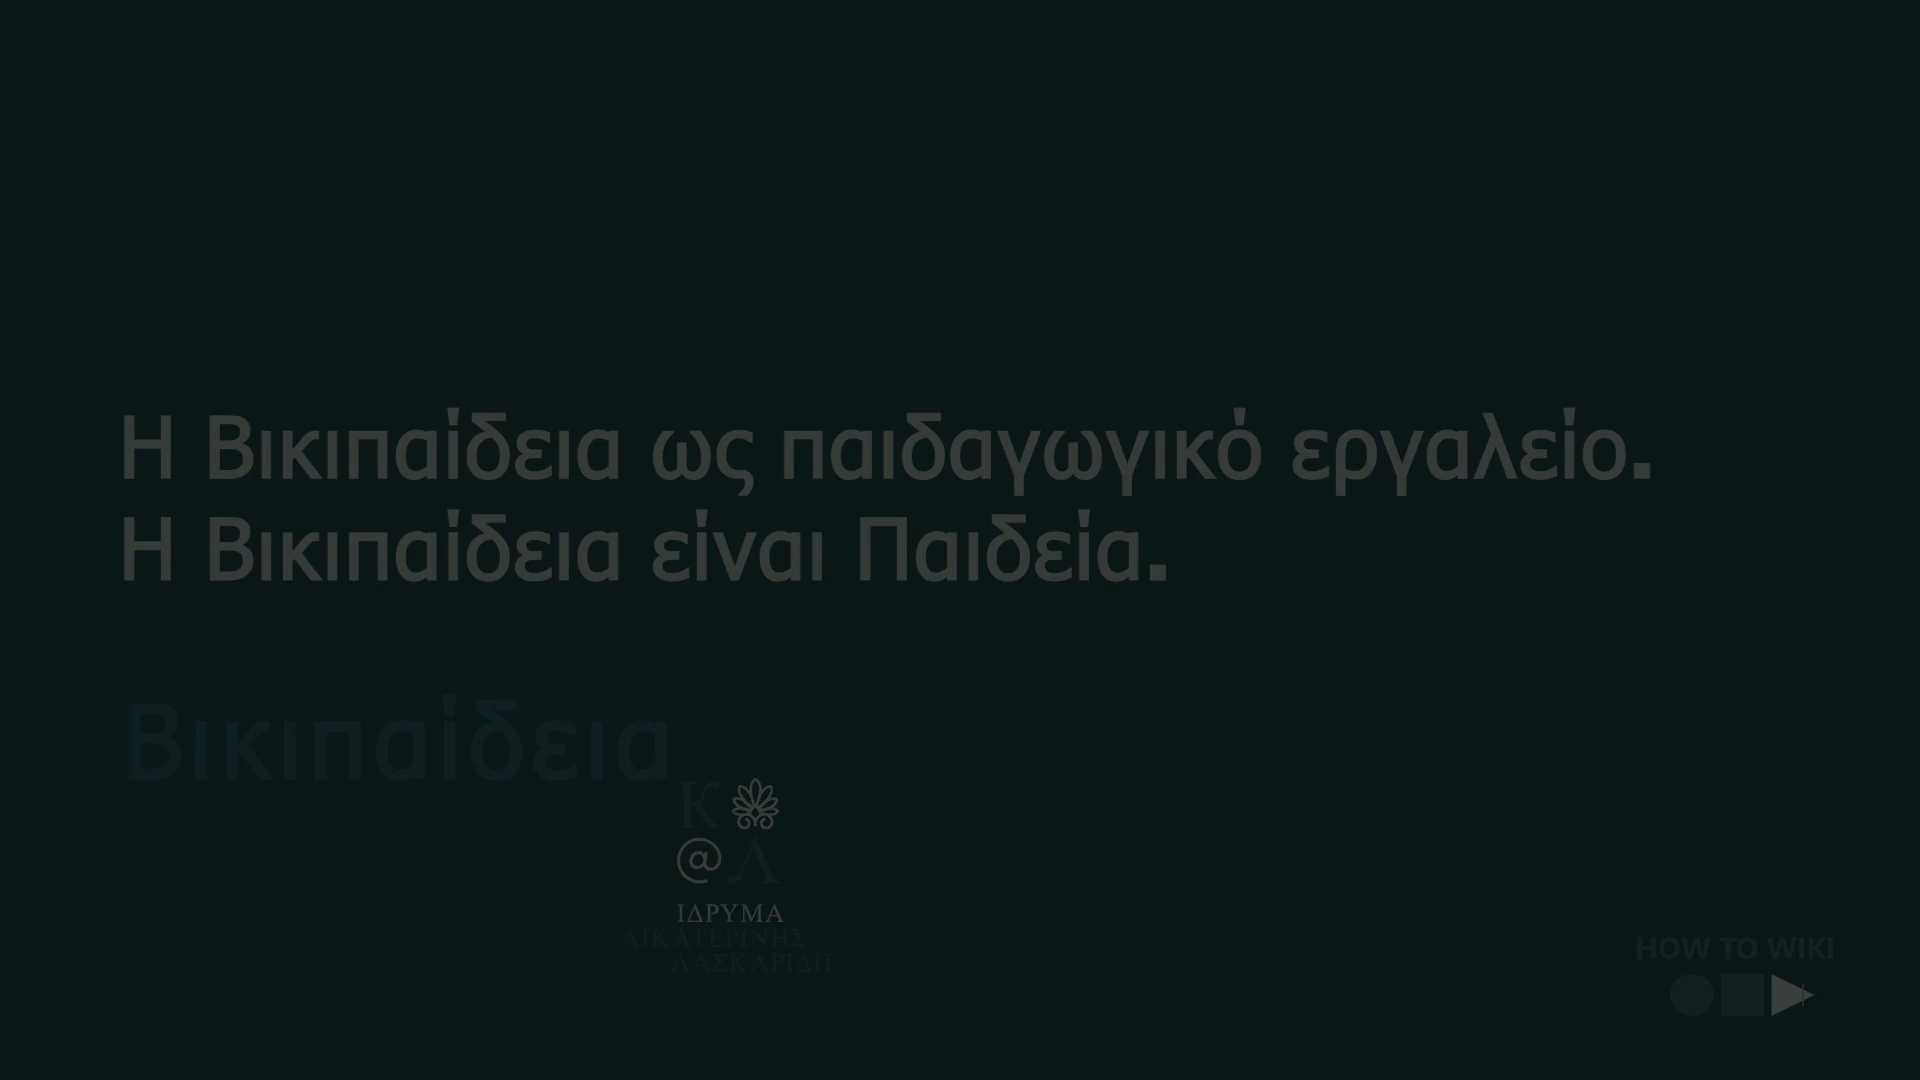 Η Βικιπαίδεια ως παιδαγωγικό εργαλείο.
Η Βικιπαίδεια είναι Παιδεία.
Βικιπαίδεια
Κ
@ Λ
ΙΔΡΥΜΑ
ΑΙΚΑΤΕΡΙΝΗΣ
ΛΑΣΚΑΡΙΔΗ
HOW TO WIKI